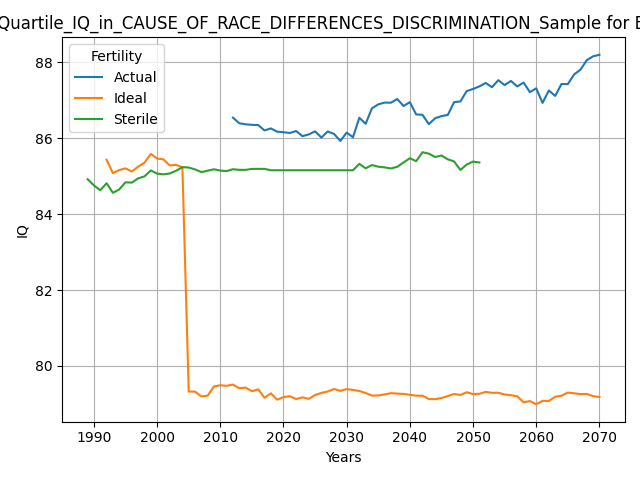 Quartile_IQ_in_CAUSE_OF_RACE_DIFFERENCES_DISCRIMINATION_Sample for
Fertility
Actual
Ideal
Sterile
88
86
84
82
80
IQ
1990 2000 2010 2020 2030 2040 2050 2060 2070
Years